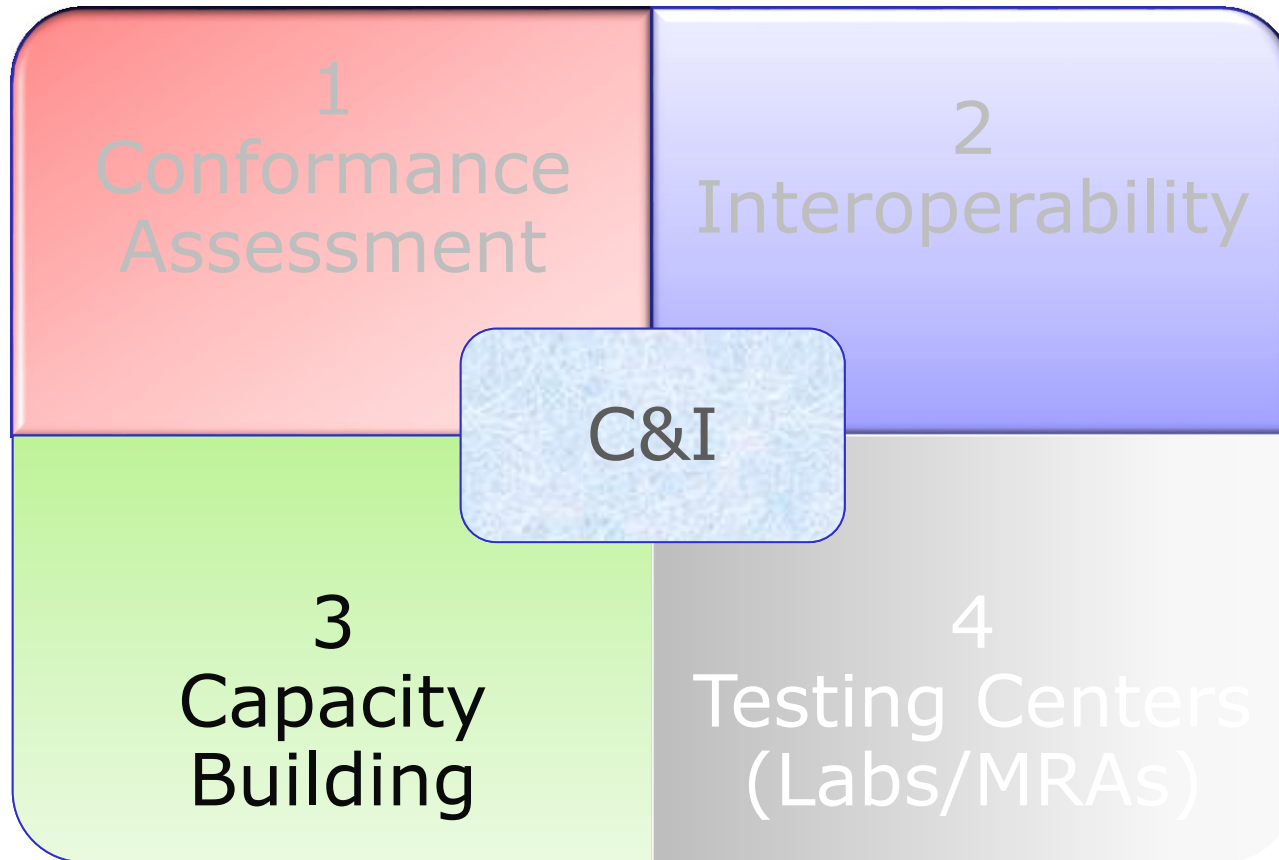 1
Conformance
Assessment
2
Interoperability
C&I
3
Capacity
Building
4
Testing Centers
(Labs/MRAs)